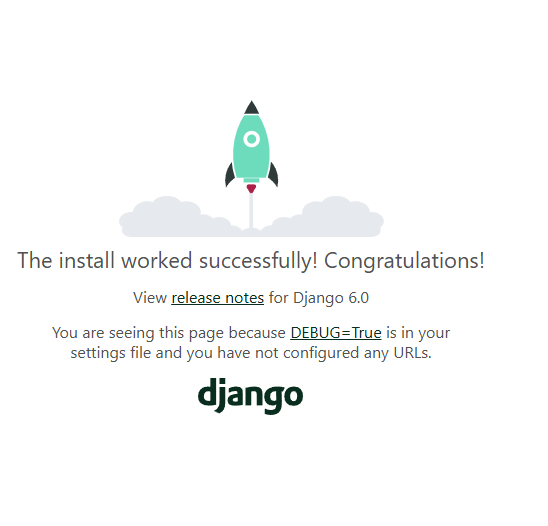 The install worked successfully! Congratulations!
View release notes for Django 6.0
You are seeing this page because DEBUG=True is in your
settings file and you have not configured any URLs.
django